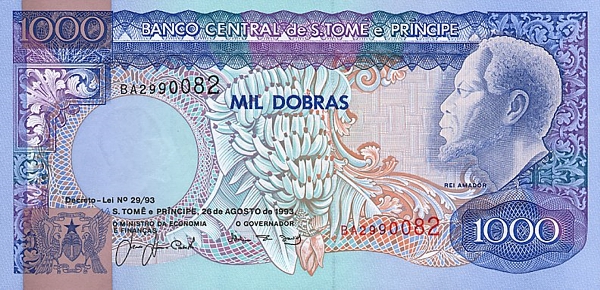 1000
BANCO CENTRAL de S.TOMÉ e PRÍNCIPE
BA2990082
MIL DOBRAS
REI AMADOR
Decreto-Lei Nº 29/93
S. TOMÉ e PRÍNCIPE, 26 de AGOSTO de 1993
O MINISTRO DA ECONOMIA
E FINANÇAS
O GOVERNADOR
BA2990082
1000